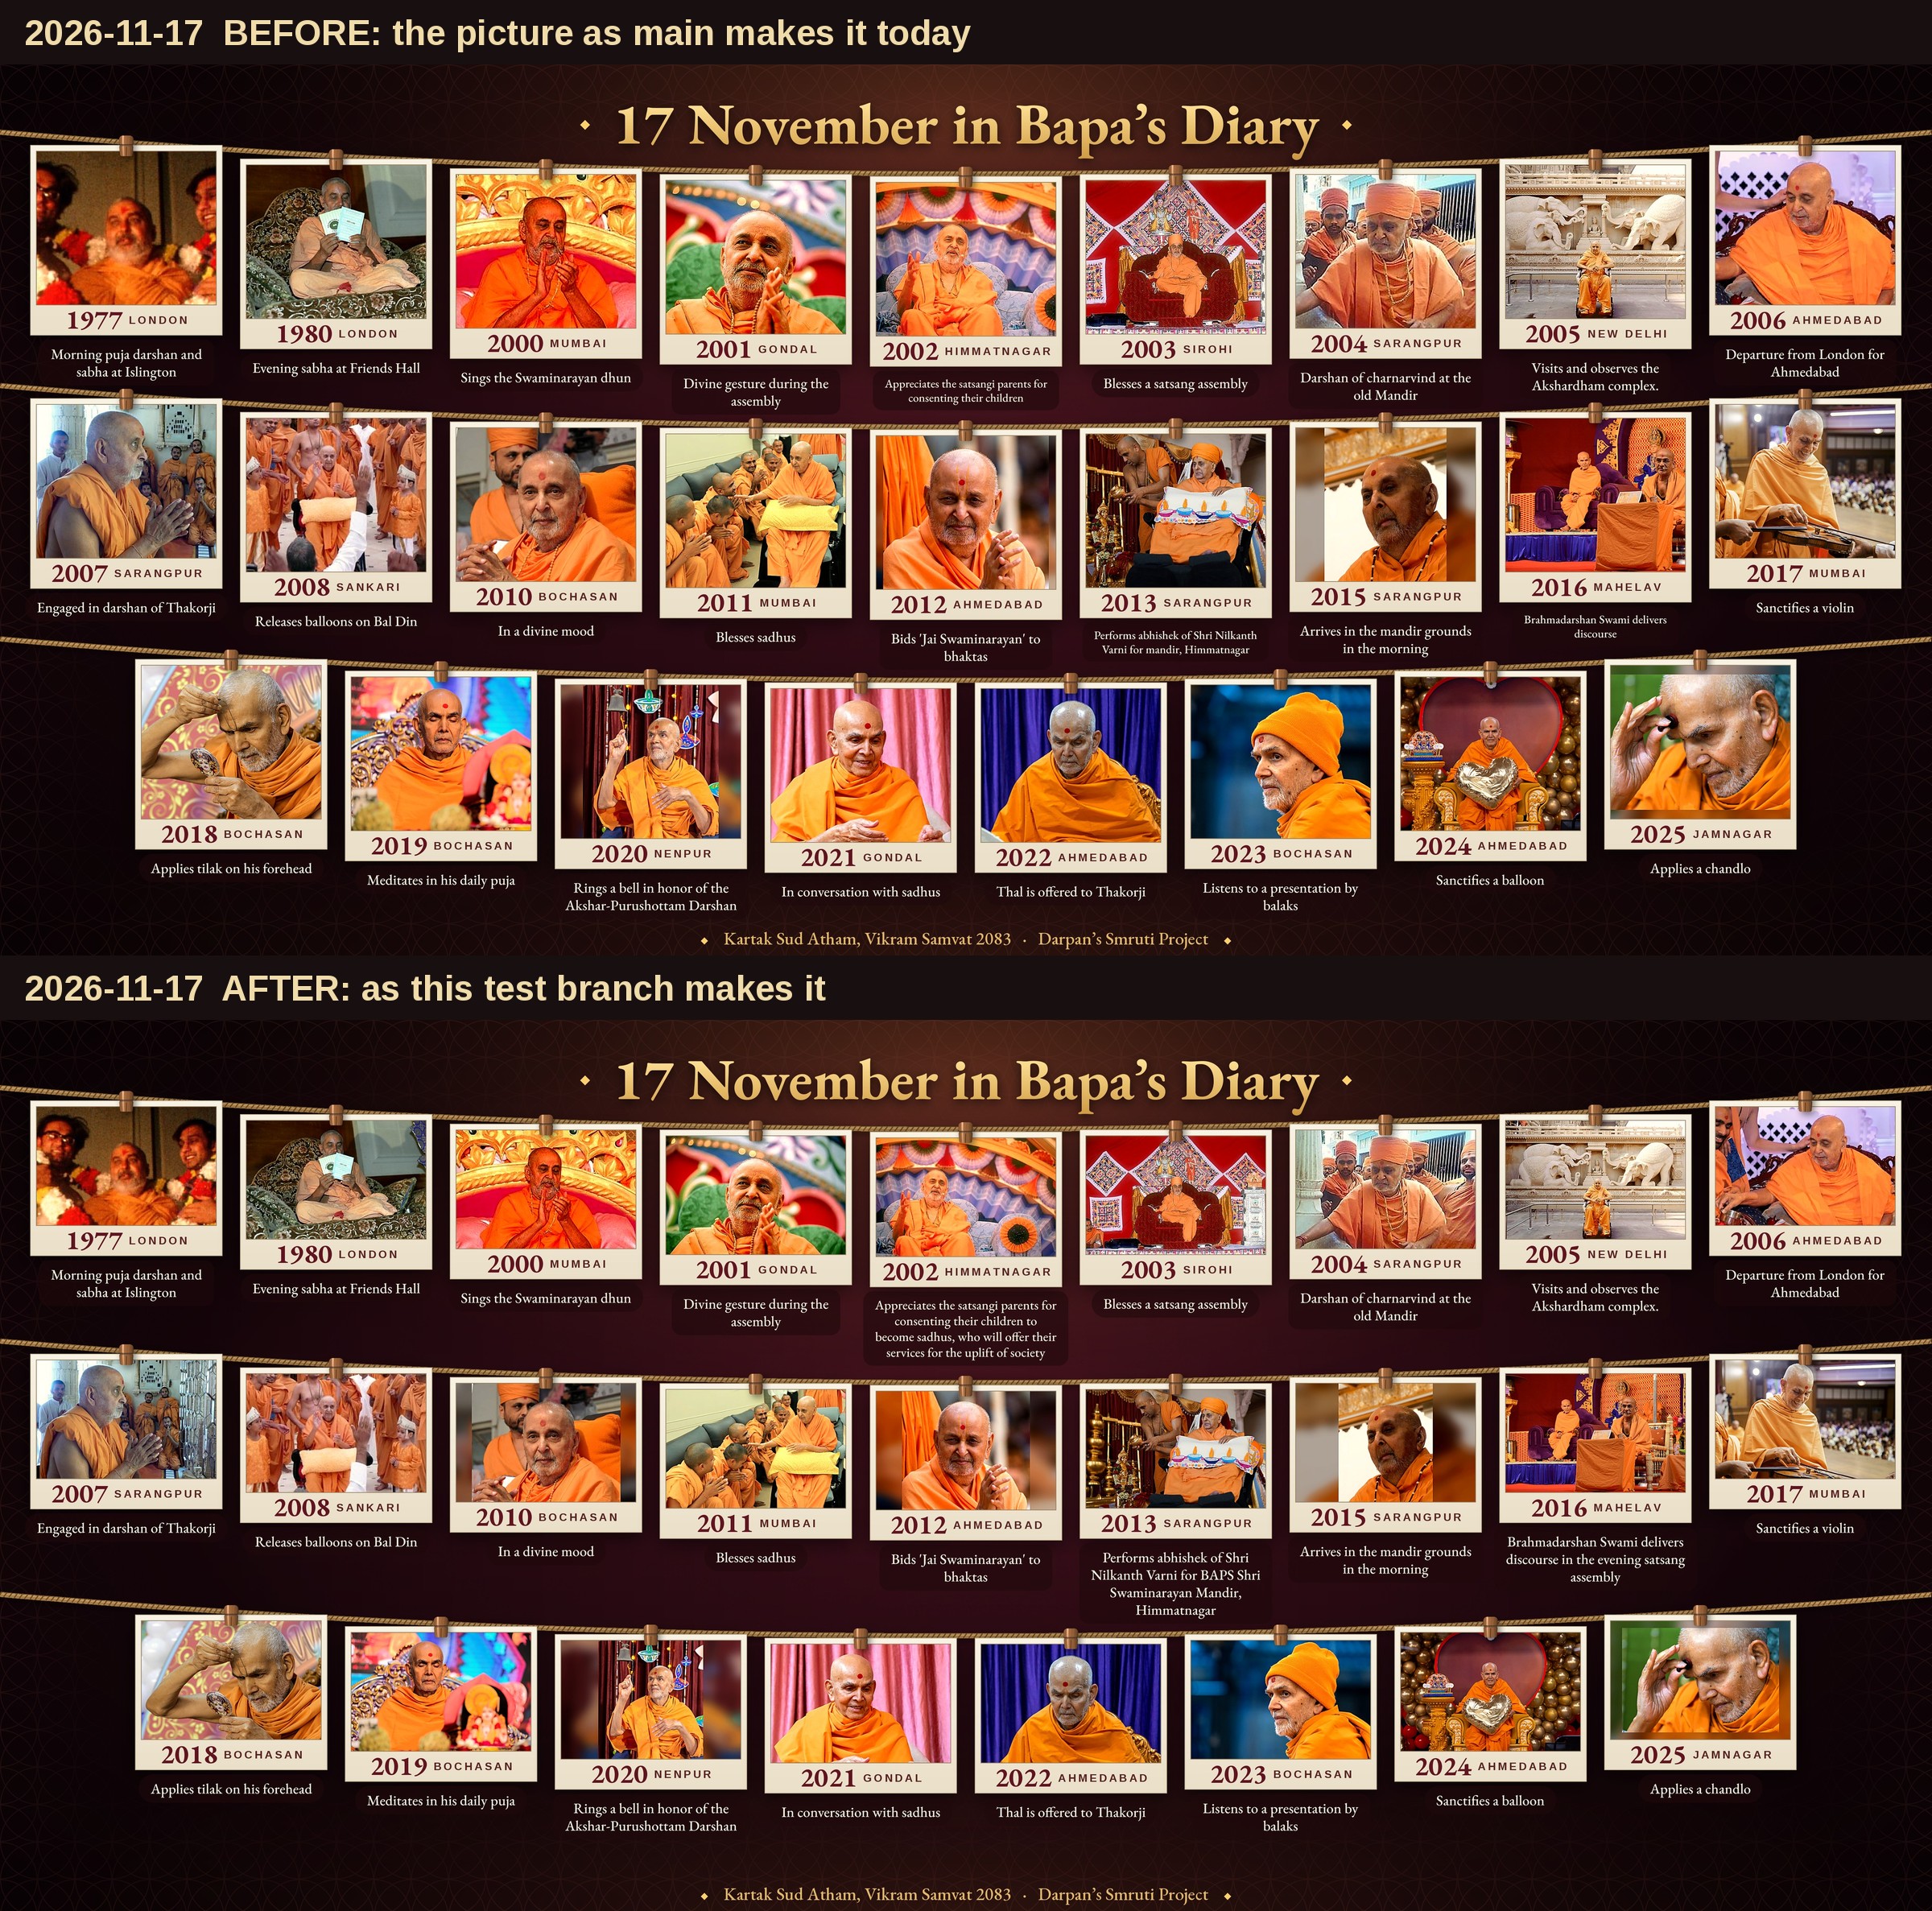 2026-11-17 BEFORE: the picture as main makes it today
17 November in Bapa's Diary
1977 LONDON
Morning puja darshan and
sabha at Islington
1980 LONDON
Evening sabha at Friends Hall
2000 MUMBAI
Sings the Swaminarayan dhun
2001 GONDAL
Divine gesture during the
assembly
2002 HIMMATNAGAR
Appreciates the satsangi parents for
consenting their children
2003 SIROHI
Blesses a satsang assembly
2004 SARANGPUR
Darshan of charnarvind at the
old Mandir
2005 NEW DELHI
Visits and observes the
Akshardham complex.
2006 AHMEDABAD
Departure from London for
Ahmedabad
2007 SARANGPUR
Engaged in darshan of Thakorji
2008 SANKARI
Releases balloons on Bal Din
2010 BOCHASAN
In a divine mood
2011 MUMBAI
Blesses sadhus
2012 AHMEDABAD
Bids 'Jai Swaminarayan' to
bhaktas
2013 SARANGPUR
Performs abhishek of Shri Nilkanth
Varni for mandir, Himmatnagar
2015 SARANGPUR
Arrives in the mandir grounds
in the morning
2016 MAHELAV
Brahmadarshan Swami delivers
discourse
2017 MUMBAI
Sanctifies a violin
2018 BOCHASAN
Applies tilak on his forehead
2019 BOCHASAN
Meditates in his daily puja
2020 NENPUR
Rings a bell in honor of the
Akshar-Purushottam Darshan
2021 GONDAL
In conversation with sadhus
2022 AHMEDABAD
Thal is offered to Thakorji
2023 BOCHASAN
Listens to a presentation by
balaks
2024 AHMEDABAD
Sanctifies a balloon
2025 JAMNAGAR
Applies a chandlo
Kartak Sud Atham, Vikram Samvat 2083 · Darpan's Smruti Project
2026-11-17 AFTER: as this test branch makes it
17 November in Bapa's Diary
1977 LONDON
Morning puja darshan and
sabha at Islington
1980 LONDON
Evening sabha at Friends Hall
2000 MUMBAI
Sings the Swaminarayan dhun
2001 GONDAL
Divine gesture during the
assembly
2002 HIMMATNAGAR
Appreciates the satsangi parents for
consenting their children to
become sadhus, who will offer their
services for the uplift of society
2003 SIROHI
Blesses a satsang assembly
2004 SARANGPUR
Darshan of charnarvind at the
old Mandir
2005 NEW DELHI
Visits and observes the
Akshardham complex.
2006 AHMEDABAD
Departure from London for
Ahmedabad
2007 SARANGPUR
Engaged in darshan of Thakorji
2008 SANKARI
Releases balloons on Bal Din
2010 BOCHASAN
In a divine mood
2011 MUMBAI
Blesses sadhus
2012 AHMEDABAD
Bids 'Jai Swaminarayan' to
bhaktas
2013 SARANGPUR
Performs abhishek of Shri
Nilkanth Varni for BAPS Shri
Swaminarayan Mandir,
Himmatnagar
2015 SARANGPUR
Arrives in the mandir grounds
in the morning
2016 MAHELAV
Brahmadarshan Swami delivers
discourse in the evening satsang
assembly
2017 MUMBAI
Sanctifies a violin
2018 BOCHASAN
Applies tilak on his forehead
2019 BOCHASAN
Meditates in his daily puja
2020 NENPUR
Rings a bell in honor of the
Akshar-Purushottam Darshan
2021 GONDAL
In conversation with sadhus
2022 AHMEDABAD
Thal is offered to Thakorji
2023 BOCHASAN
Listens to a presentation by
balaks
2024 AHMEDABAD
Sanctifies a balloon
2025 JAMNAGAR
Applies a chandlo
Kartak Sud Atham, Vikram Samvat 2083 · Darpan's Smruti Project